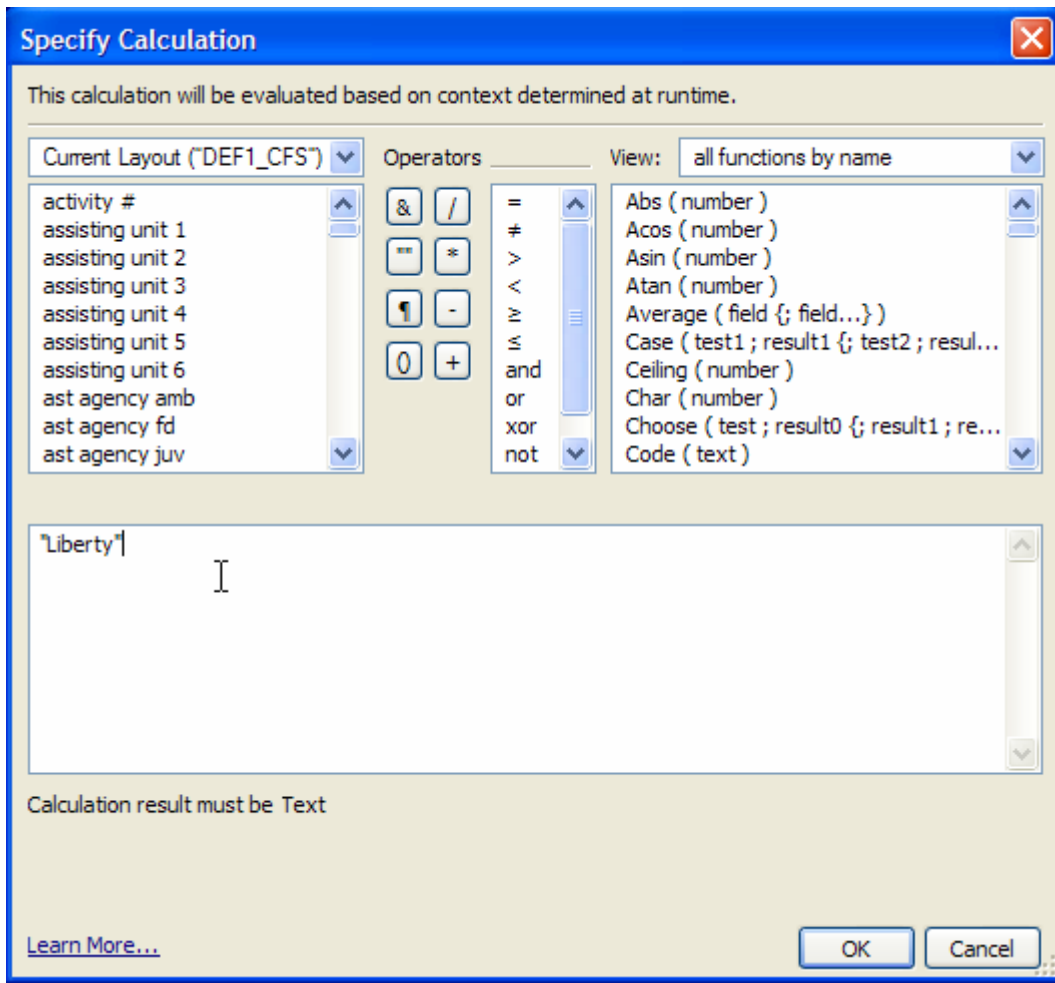 Specify Calculation
This calculation will be evaluated based on context determined at runtime.
Current Layout ("DEF1_CFS")
Operators
View:
all functions by name
activity #
assisting unit 1
assisting unit 2
assisting unit 3
assisting unit 4
assisting unit 5
assisting unit 6
ast agency amb
ast agency fd
ast agency juv
& /
"" *
¶ -
() +
=
≠
>
<
≥
≤
and
or
xor
not
Abs ( number )
Acos ( number )
Asin ( number )
Atan ( number )
Average ( field {; field...} )
Case ( test1 ; result1 {; test2 ; resul...
Ceiling ( number )
Char ( number )
Choose ( test ; result0 {; result1 ; re...
Code ( text )
"Liberty"
Calculation result must be Text
Learn More...
OK
Cancel